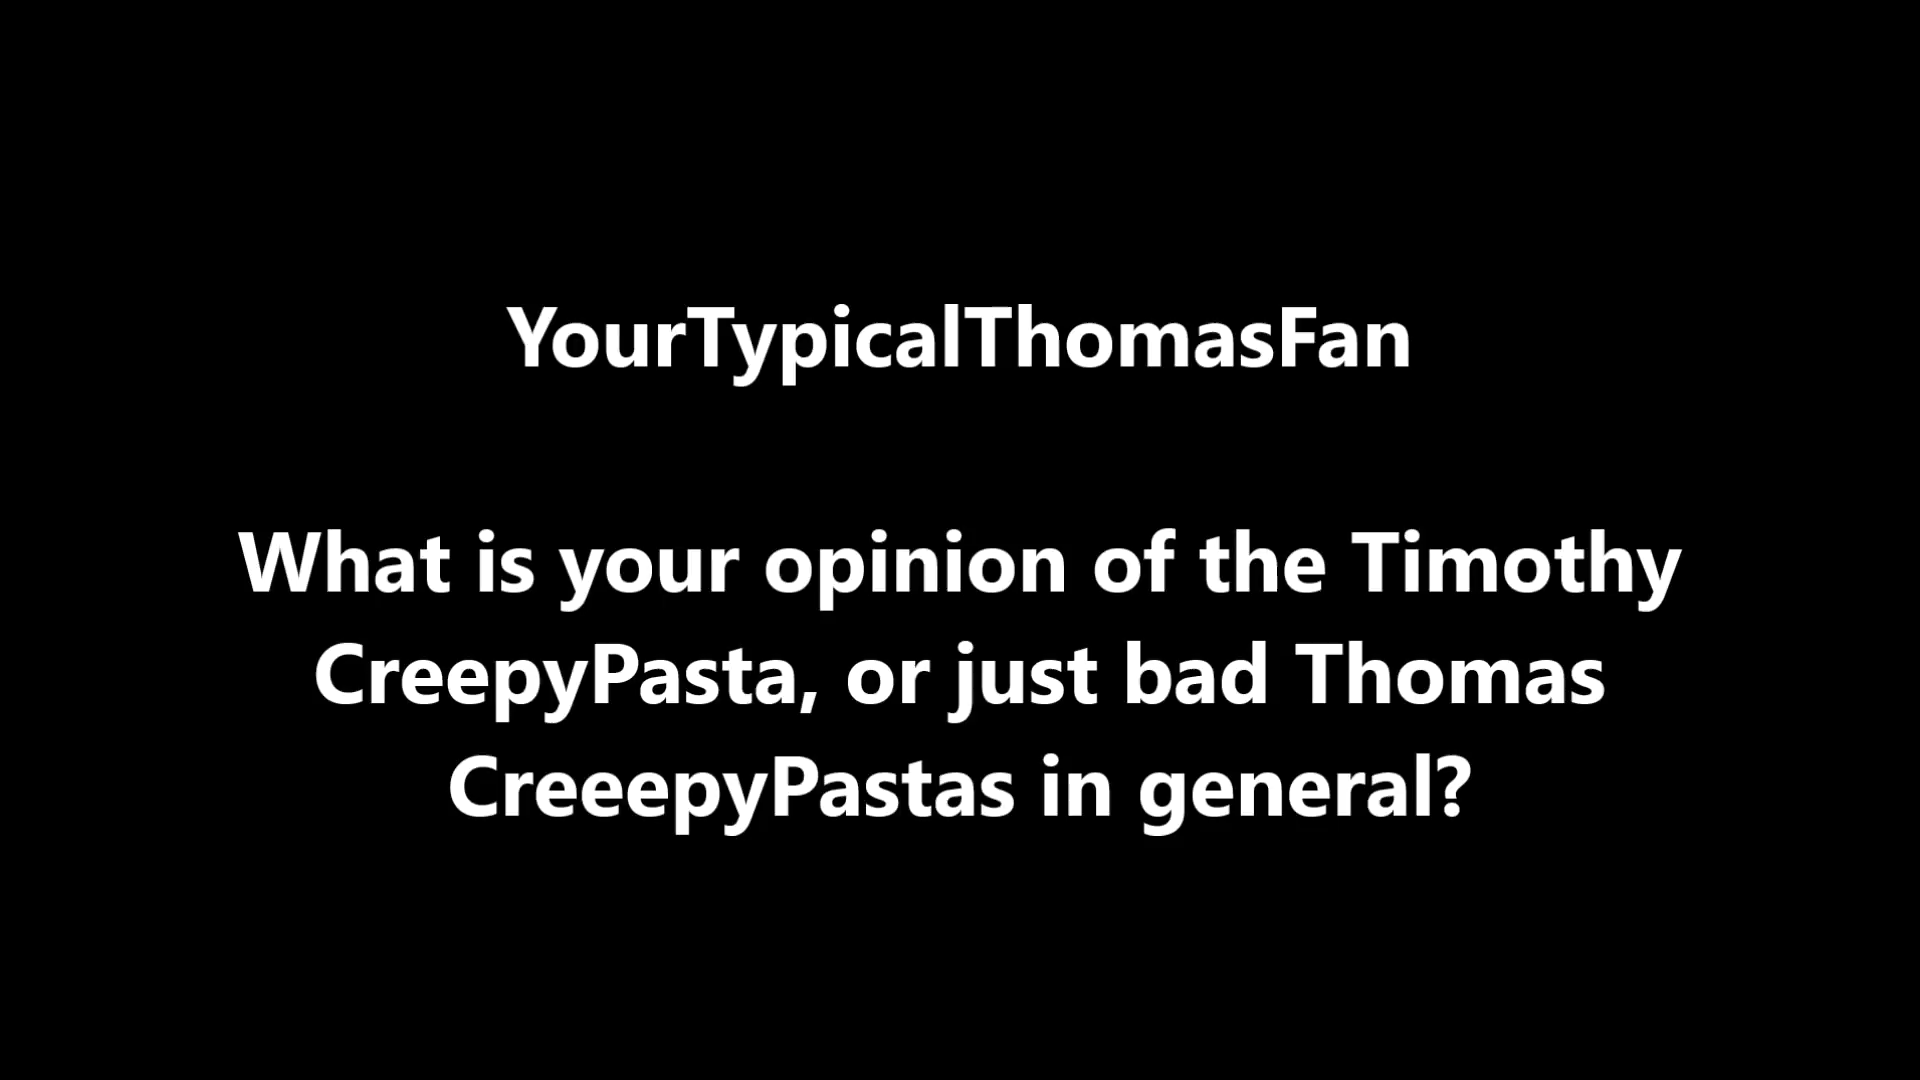 YourTypicalThomasFan
What is your opinion of the Timothy
CreepyPasta, or just bad Thomas
CreeepyPastas in general?